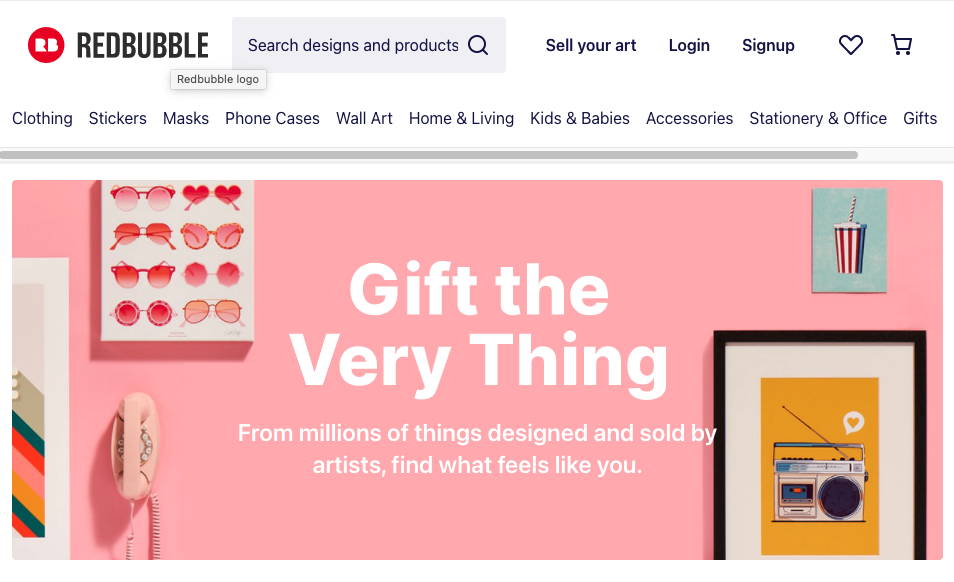 RB REDBUBBLE
Search designs and products
Sell your art
Login
Signup
Redbubble logo
Clothing
Stickers
Masks
Phone Cases
Wall Art
Home & Living
Kids & Babies
Accessories
Stationery & Office
Gifts
Gift the
Very Thing
From millions of things designed and sold by
artists, find what feels like you.